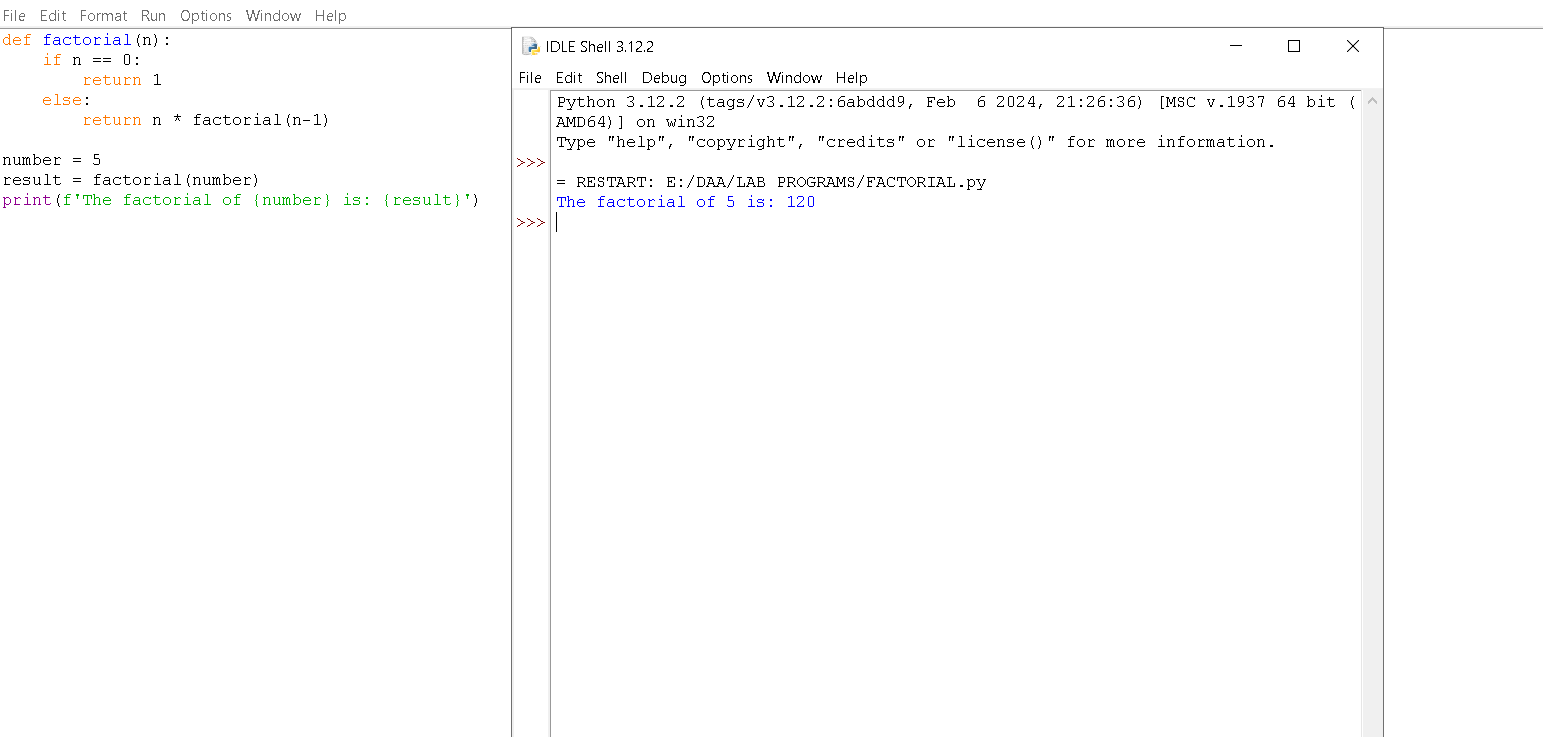 File Edit Format Run Options Window Help
def factorial(n):
    if n == 0:
        return 1
    else:
        return n * factorial(n-1)

number = 5
result = factorial(number)
print(f'The factorial of {number} is: {result}')
IDLE Shell 3.12.2
File Edit Shell Debug Options Window Help
Python 3.12.2 (tags/v3.12.2:6abddd9, Feb  6 2024, 21:26:36) [MSC v.1937 64 bit (
AMD64)] on win32
Type "help", "copyright", "credits" or "license()" for more information.
>>>
= RESTART: E:/DAA/LAB PROGRAMS/FACTORIAL.py
The factorial of 5 is: 120
>>>